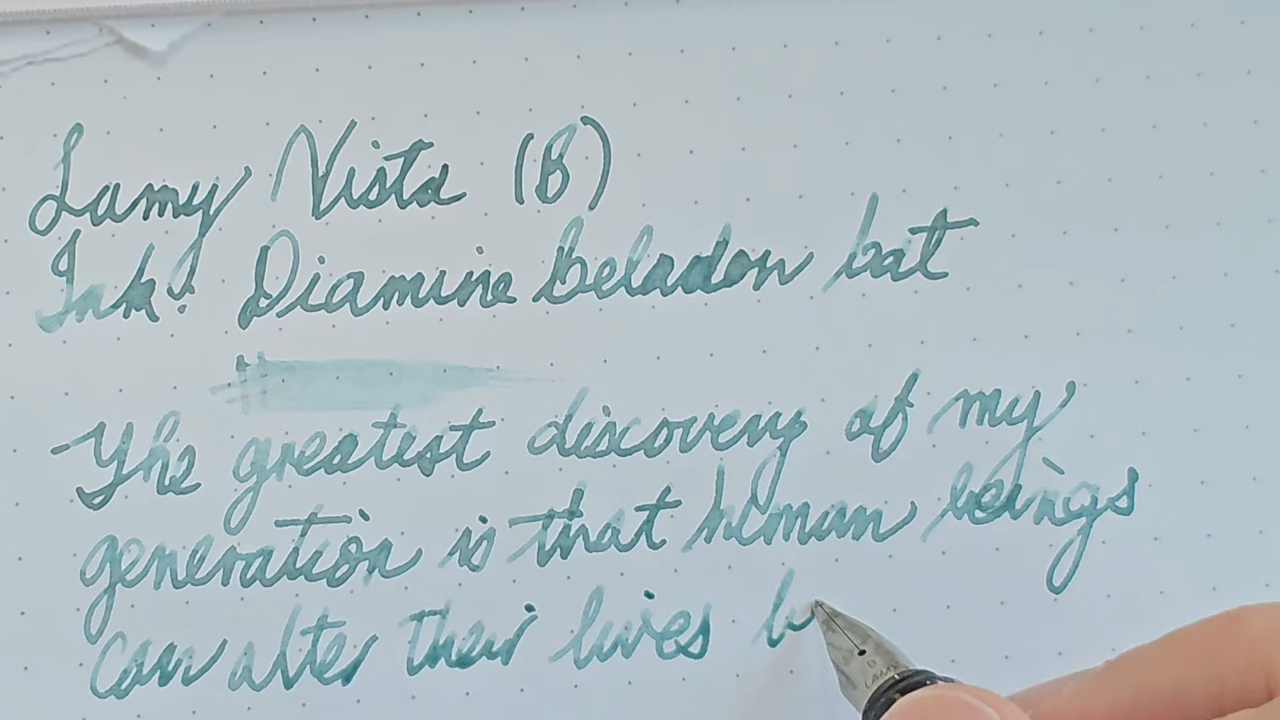 Lamy Vista (B)
Ink: Diamine Celadon Cat
The greatest discovery of my
generation is that human beings
can alter their lives b
B
LAMY